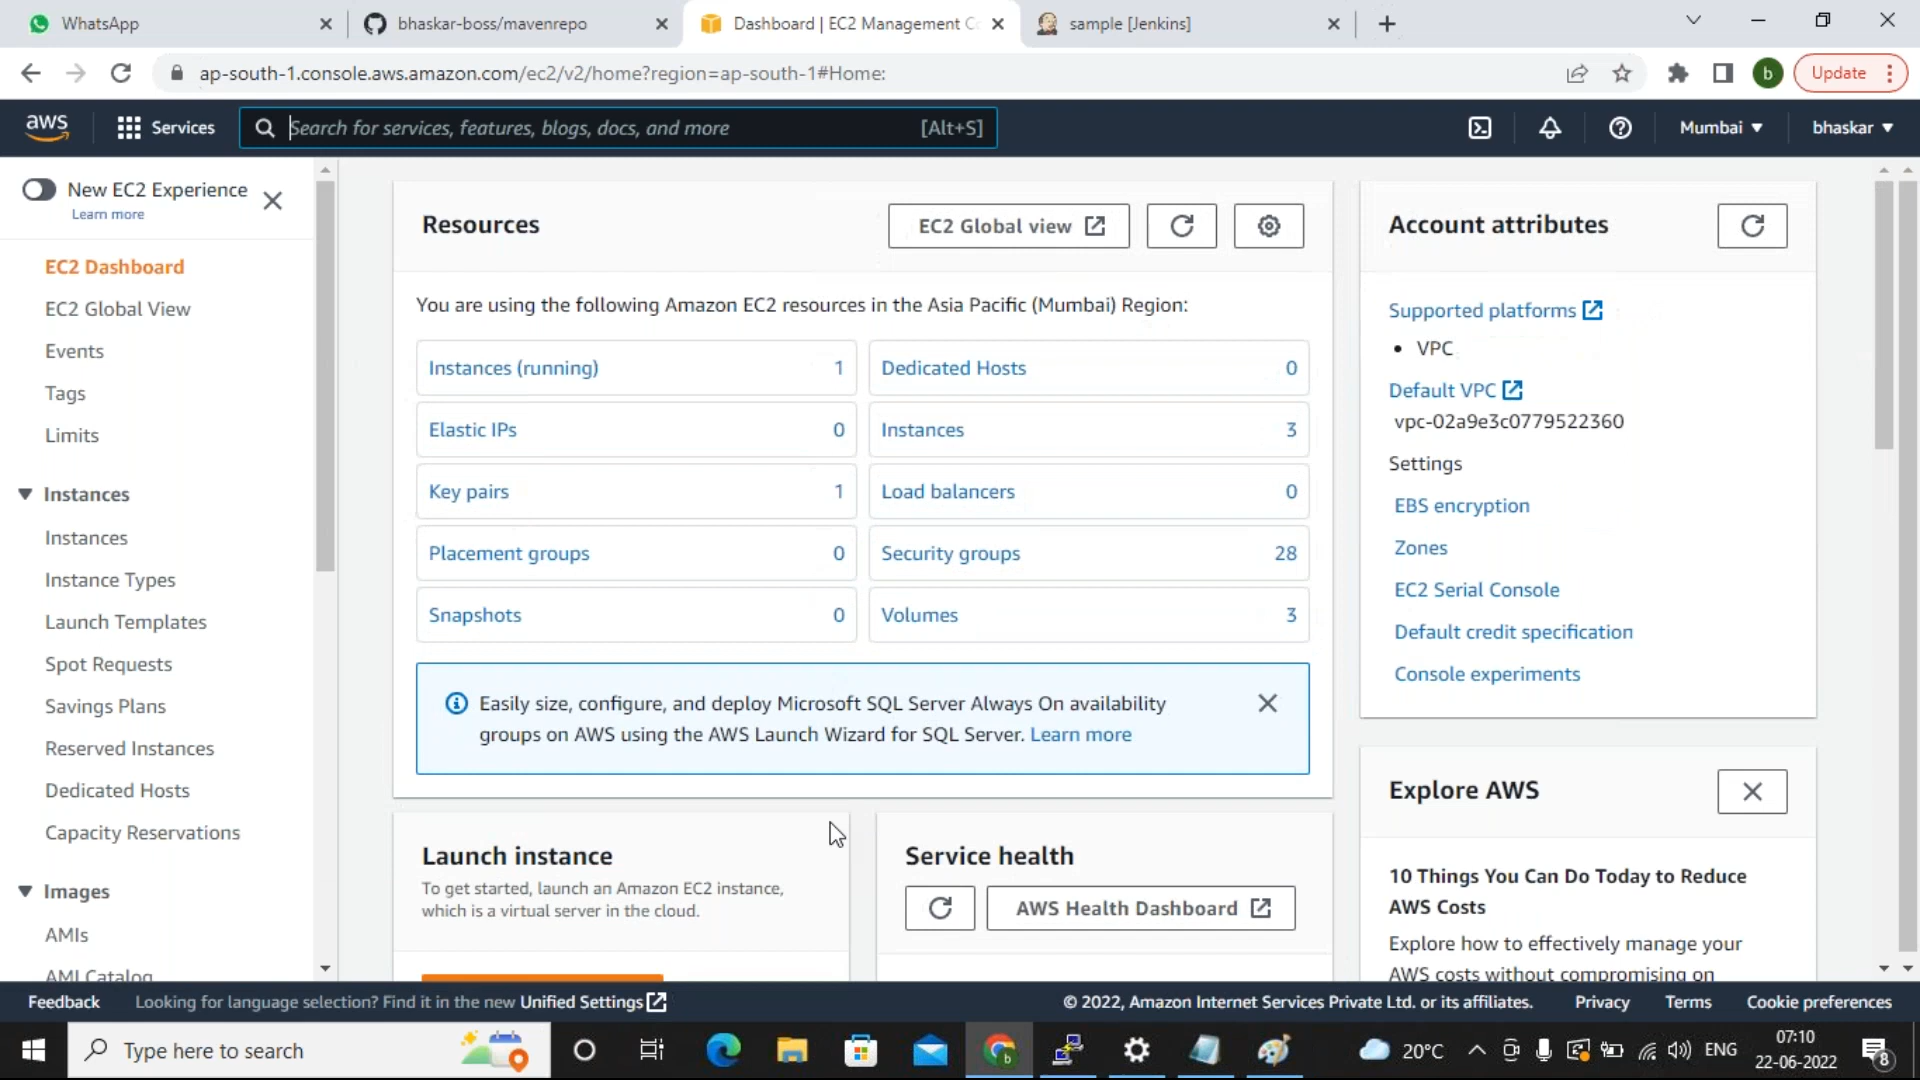 WhatsApp
bhaskar-boss/mavenrepo
Dashboard | EC2 Management Co
sample [Jenkins]
ap-south-1.console.aws.amazon.com/ec2/v2/home?region=ap-south-1#Home:
b
Update
aws
Services
Search for services, features, blogs, docs, and more
[Alt+S]
Mumbai
bhaskar
New EC2 Experience
Learn more
EC2 Dashboard
EC2 Global View
Events
Tags
Limits
Instances
Instances
Instance Types
Launch Templates
Spot Requests
Savings Plans
Reserved Instances
Dedicated Hosts
Capacity Reservations
Images
AMIs
AMI Catalog
Resources
EC2 Global view
You are using the following Amazon EC2 resources in the Asia Pacific (Mumbai) Region:
Instances (running) 1
Dedicated Hosts 0
Elastic IPs 0
Instances 3
Key pairs 1
Load balancers 0
Placement groups 0
Security groups 28
Snapshots 0
Volumes 3
Easily size, configure, and deploy Microsoft SQL Server Always On availability
groups on AWS using the AWS Launch Wizard for SQL Server. Learn more
Launch instance
To get started, launch an Amazon EC2 instance,
which is a virtual server in the cloud.
Service health
AWS Health Dashboard
Account attributes
Supported platforms
• VPC
Default VPC
vpc-02a9e3c0779522360
Settings
EBS encryption
Zones
EC2 Serial Console
Default credit specification
Console experiments
Explore AWS
10 Things You Can Do Today to Reduce
AWS Costs
Explore how to effectively manage your
AWS costs without compromising on
Feedback
Looking for language selection? Find it in the new Unified Settings
© 2022, Amazon Internet Services Private Ltd. or its affiliates.
Privacy
Terms
Cookie preferences
Type here to search
20°C
ENG
07:10
22-06-2022
8